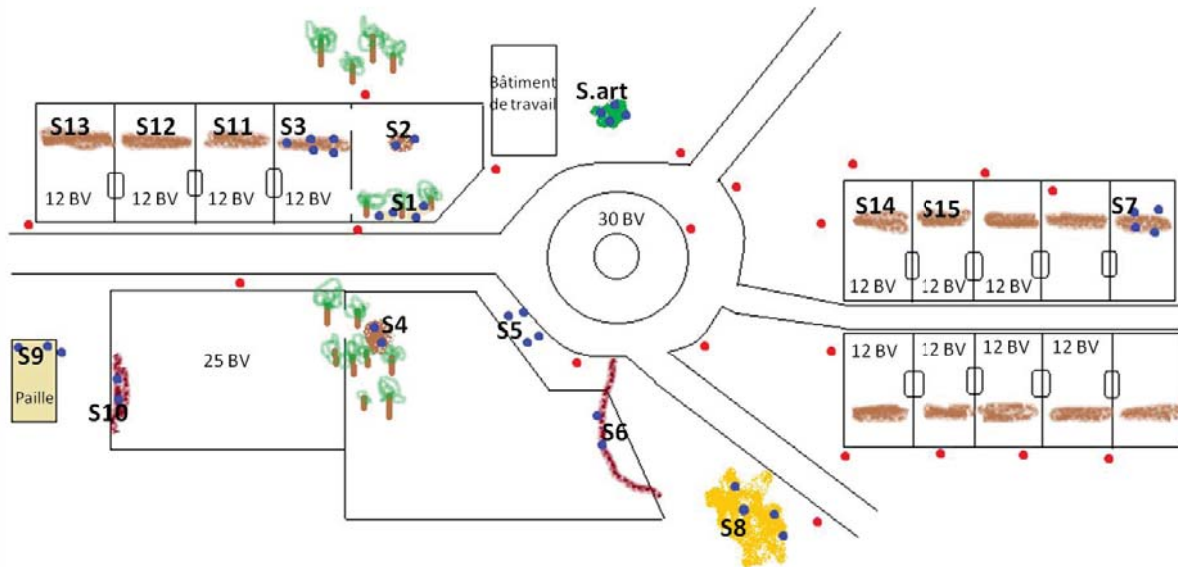 Bâtiment
de travail
S.art
S13
S12
S11
S3
S2
S1
12 BV
12 BV
12 BV
12 BV
30 BV
S14
S15
S7
12 BV
12 BV
12 BV
S4
S5
S9
Paille
S10
25 BV
S6
S8
12 BV
12 BV
12 BV
12 BV